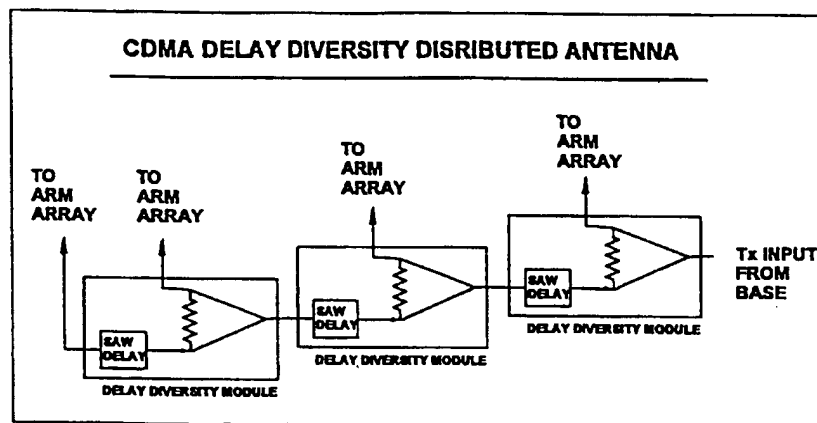 CDMA DELAY DIVERSITY DISRIBUTED ANTENNA
TO
ARM
ARRAY
TO
ARM
ARRAY
TO
ARM
ARRAY
TO
ARM
ARRAY
Tx INPUT
FROM
BASE
SAW
DELAY
DELAY DIVERSITY MODULE
SAW
DELAY
DELAY DIVERSITY MODULE
SAW
DELAY
DELAY DIVERSITY MODULE